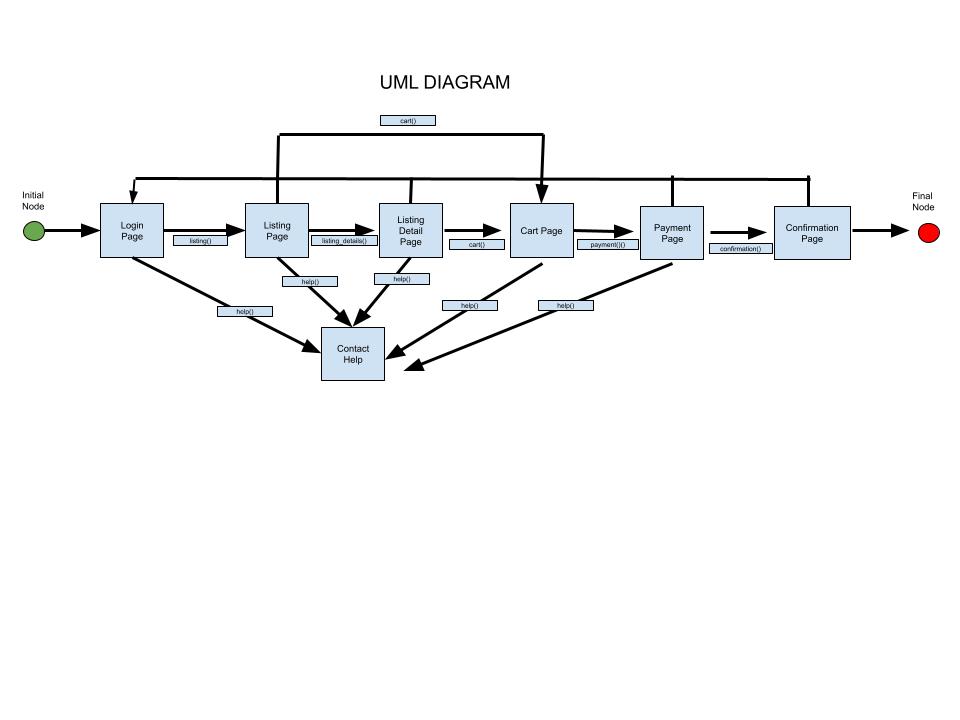 UML DIAGRAM
cart()
Initial
Node
Final
Node
Login
Page
Listing
Page
Listing
Detail
Page
Cart Page
Payment
Page
Confirmation
Page
listing()
listing_details()
cart()
payment()()
confirmation()
help()
help()
help()
help()
help()
Contact
Help